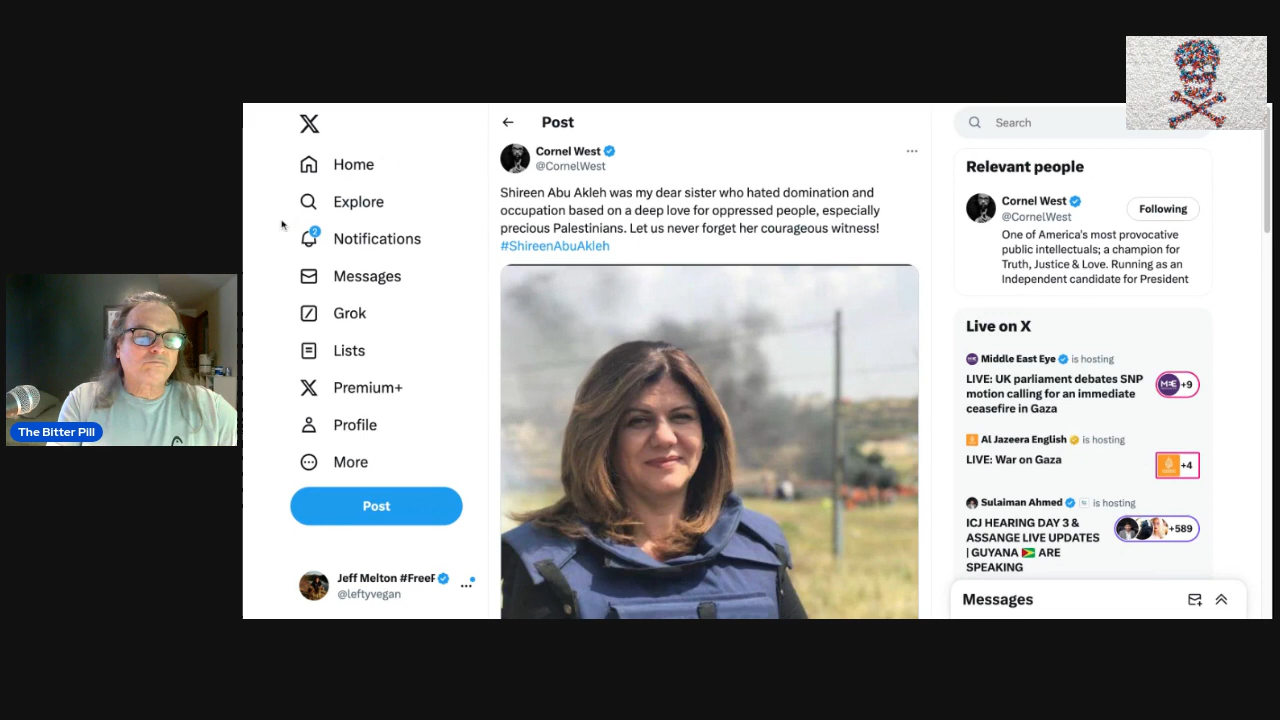 The Bitter Pill
Home
Explore
2
Notifications
Messages
Grok
Lists
Premium+
Profile
More
Post
Jeff Melton #FreeF
@leftyvegan
Post
Cornel West
@CornelWest
Shireen Abu Akleh was my dear sister who hated domination and
occupation based on a deep love for oppressed people, especially
precious Palestinians. Let us never forget her courageous witness!
#ShireenAbuAkleh
Search
Relevant people
Cornel West
@CornelWest
Following
One of America's most provocative
public intellectuals; a champion for
Truth, Justice & Love. Running as an
Independent candidate for President
Live on X
Middle East Eye is hosting
LIVE: UK parliament debates SNP
motion calling for an immediate
ceasefire in Gaza
MEE +9
Al Jazeera English is hosting
LIVE: War on Gaza
+4
Sulaiman Ahmed is hosting
ICJ HEARING DAY 3 &
ASSANGE LIVE UPDATES
| GUYANA 🇬🇾 ARE
SPEAKING
+589
Messages